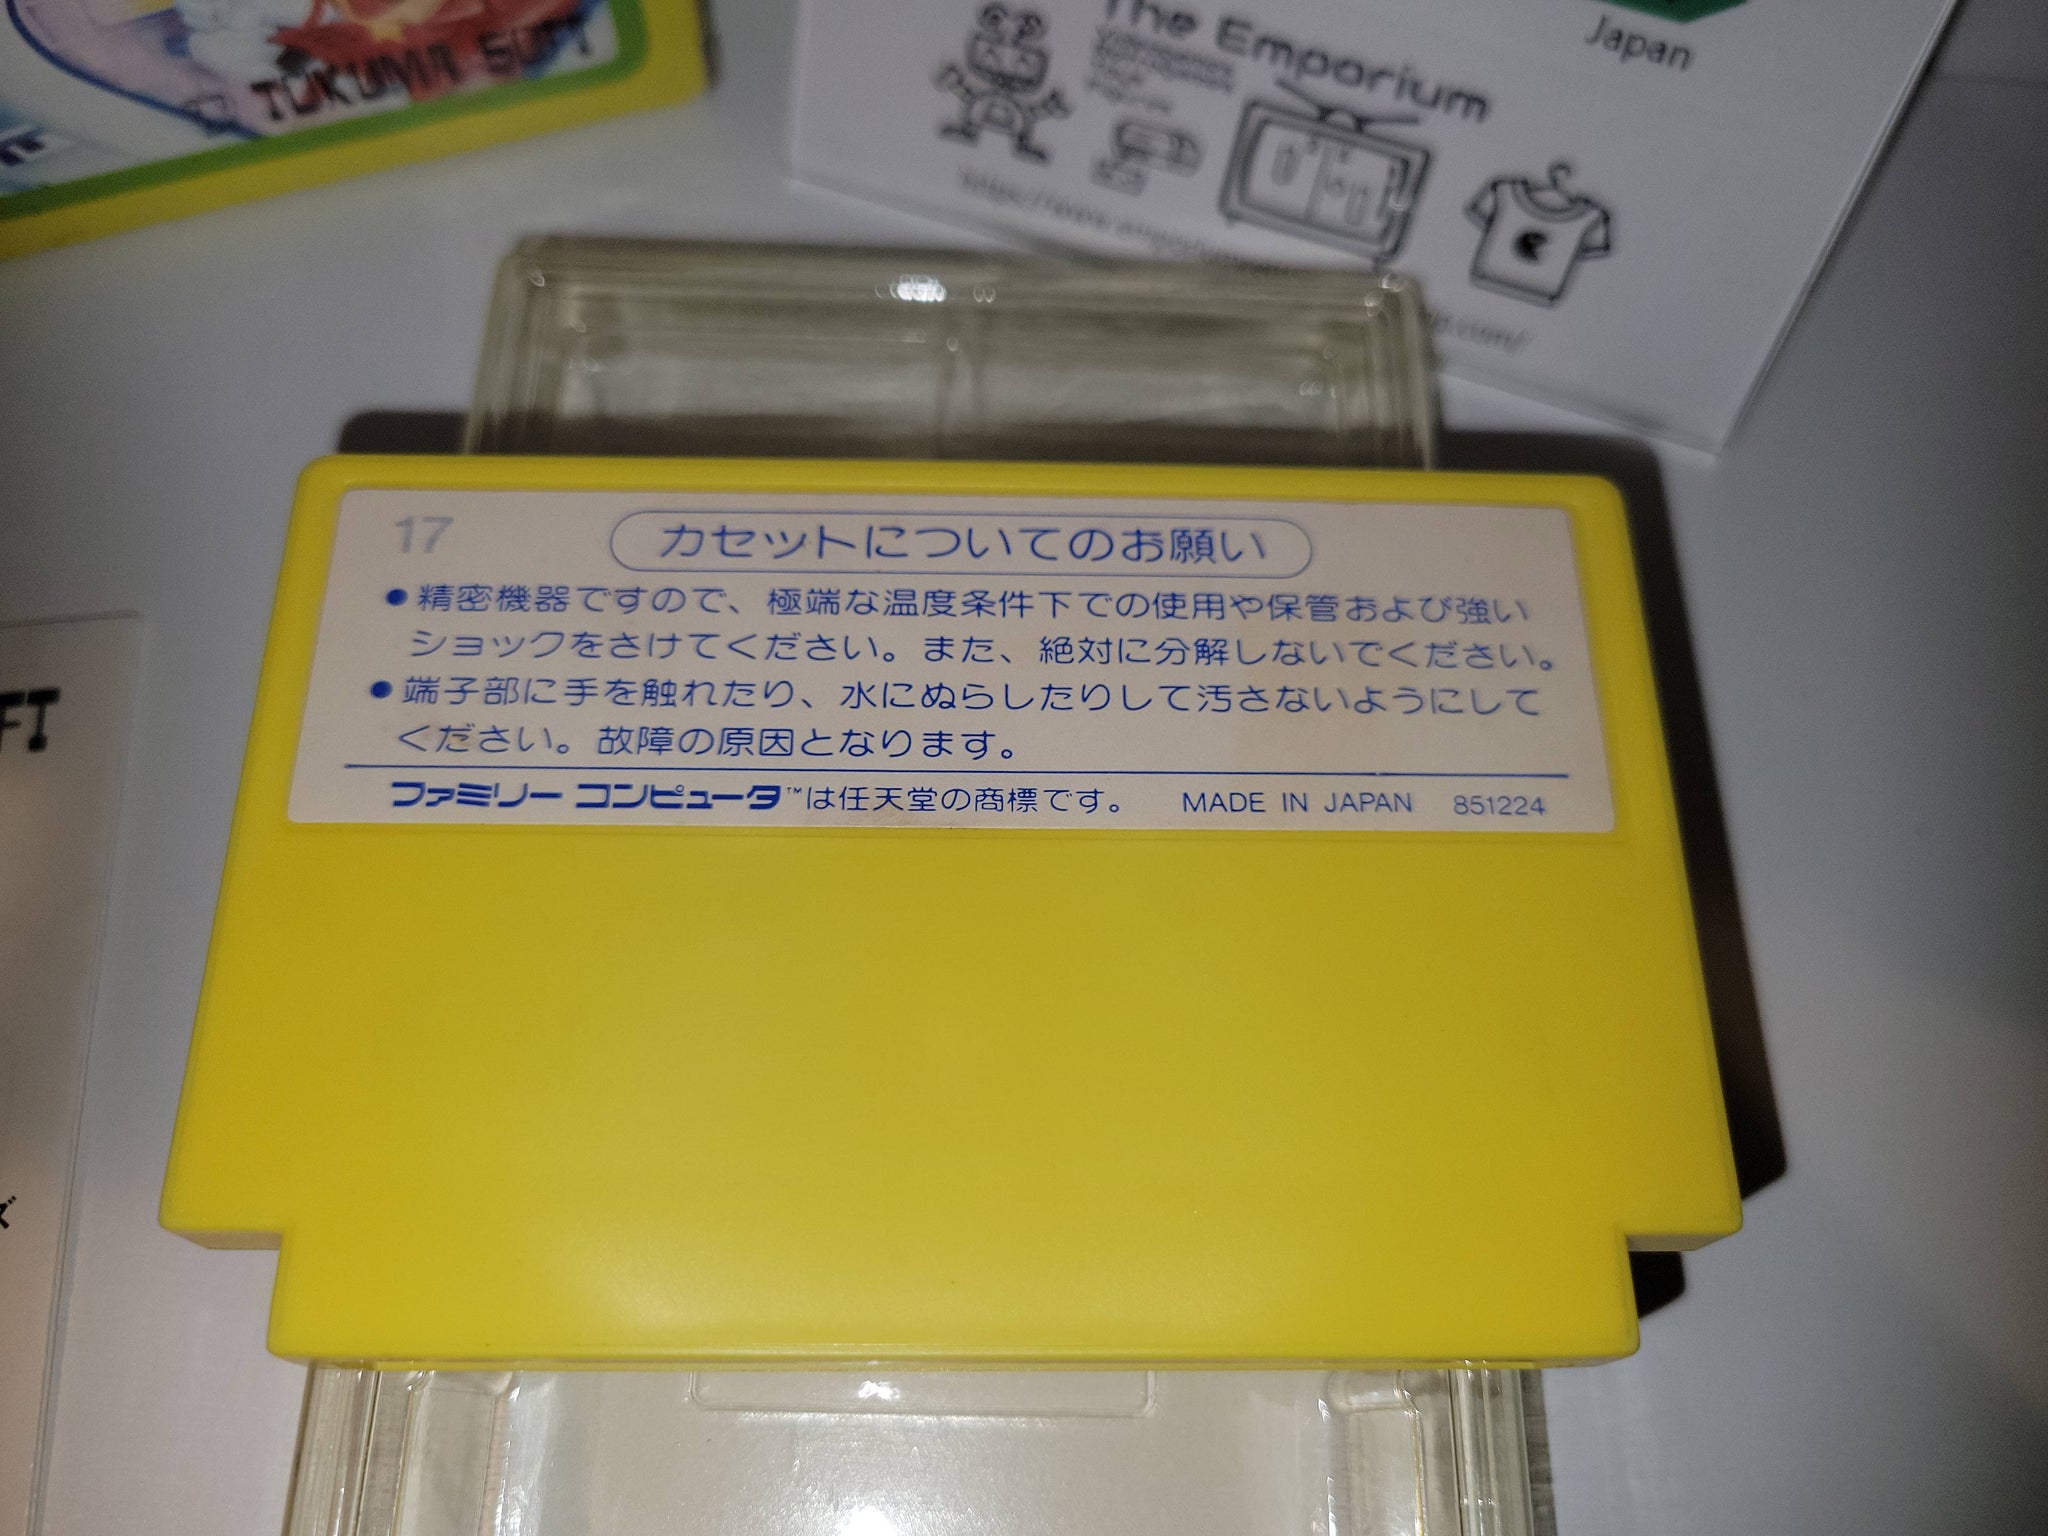 TOKUMA SOFT
Japan
The Emporium
17
カセットについてのお願い
●精密機器ですので、極端な温度条件下での使用や保管および強い
ショックをさけてください。また、絶対に分解しないでください。
●端子部に手を触れたり、水にぬらしたりして汚さないようにして
ください。故障の原因となります。
ファミリー コンピュータ™は任天堂の商標です。 MADE IN JAPAN 851224
FT